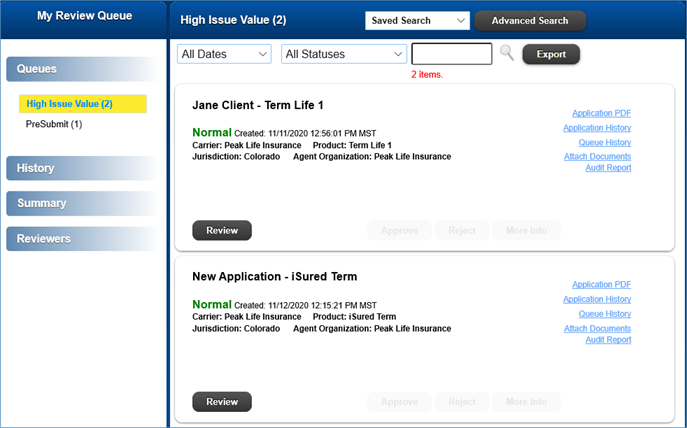 My Review Queue
Queues
High Issue Value (2)
PreSubmit (1)
History
Summary
Reviewers
High Issue Value (2)
Saved Search
Advanced Search
All Dates
All Statuses
Export
2 items.
Jane Client - Term Life 1
Normal Created: 11/11/2020 12:56:01 PM MST
Carrier: Peak Life Insurance Product: Term Life 1
Jurisdiction: Colorado Agent Organization: Peak Life Insurance
Application PDF
Application History
Queue History
Attach Documents
Audit Report
Review
Approve
Reject
More Info
New Application - iSured Term
Normal Created: 11/12/2020 12:15:21 PM MST
Carrier: Peak Life Insurance Product: iSured Term
Jurisdiction: Colorado Agent Organization: Peak Life Insurance
Application PDF
Application History
Queue History
Attach Documents
Audit Report
Review
Approve
Reject
More Info